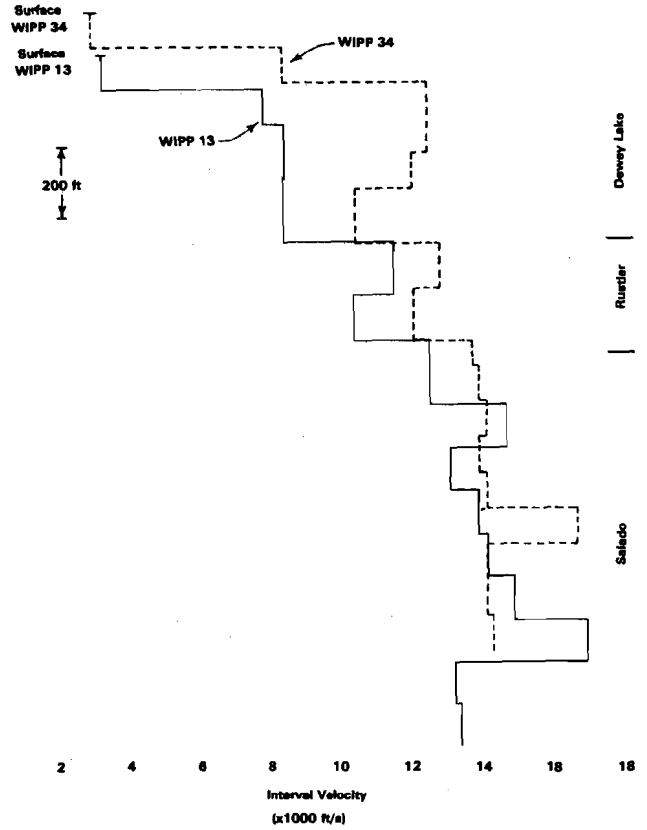 Surface
WIPP 34
WIPP 34
Surface
WIPP 13
WIPP 13
200 ft
Dewey Lake
Rustler
Salado
2 4 6 8 10 12 14 18 18
Interval Velocity
(x1000 ft/s)